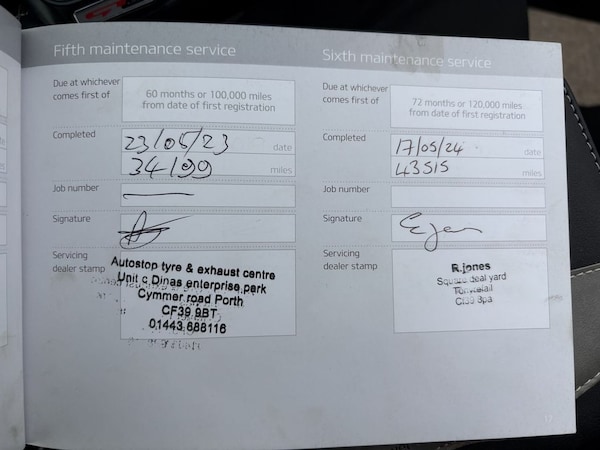 Fifth maintenance service
Due at whichever comes first of
60 months or 100,000 miles
from date of first registration
Completed
23/05/23 date
34199 miles
Job number
Signature
Servicing
dealer stamp
Autostop tyre & exhaust centre
Unit c Dinas enterprise park
Cymmer road Porth
CF39 9BT
01443 688116
Sixth maintenance service
Due at whichever comes first of
72 months or 120,000 miles
from date of first registration
Completed
17/05/24 date
43515 miles
Job number
Signature
Servicing
dealer stamp
R.jones
deal yard
17